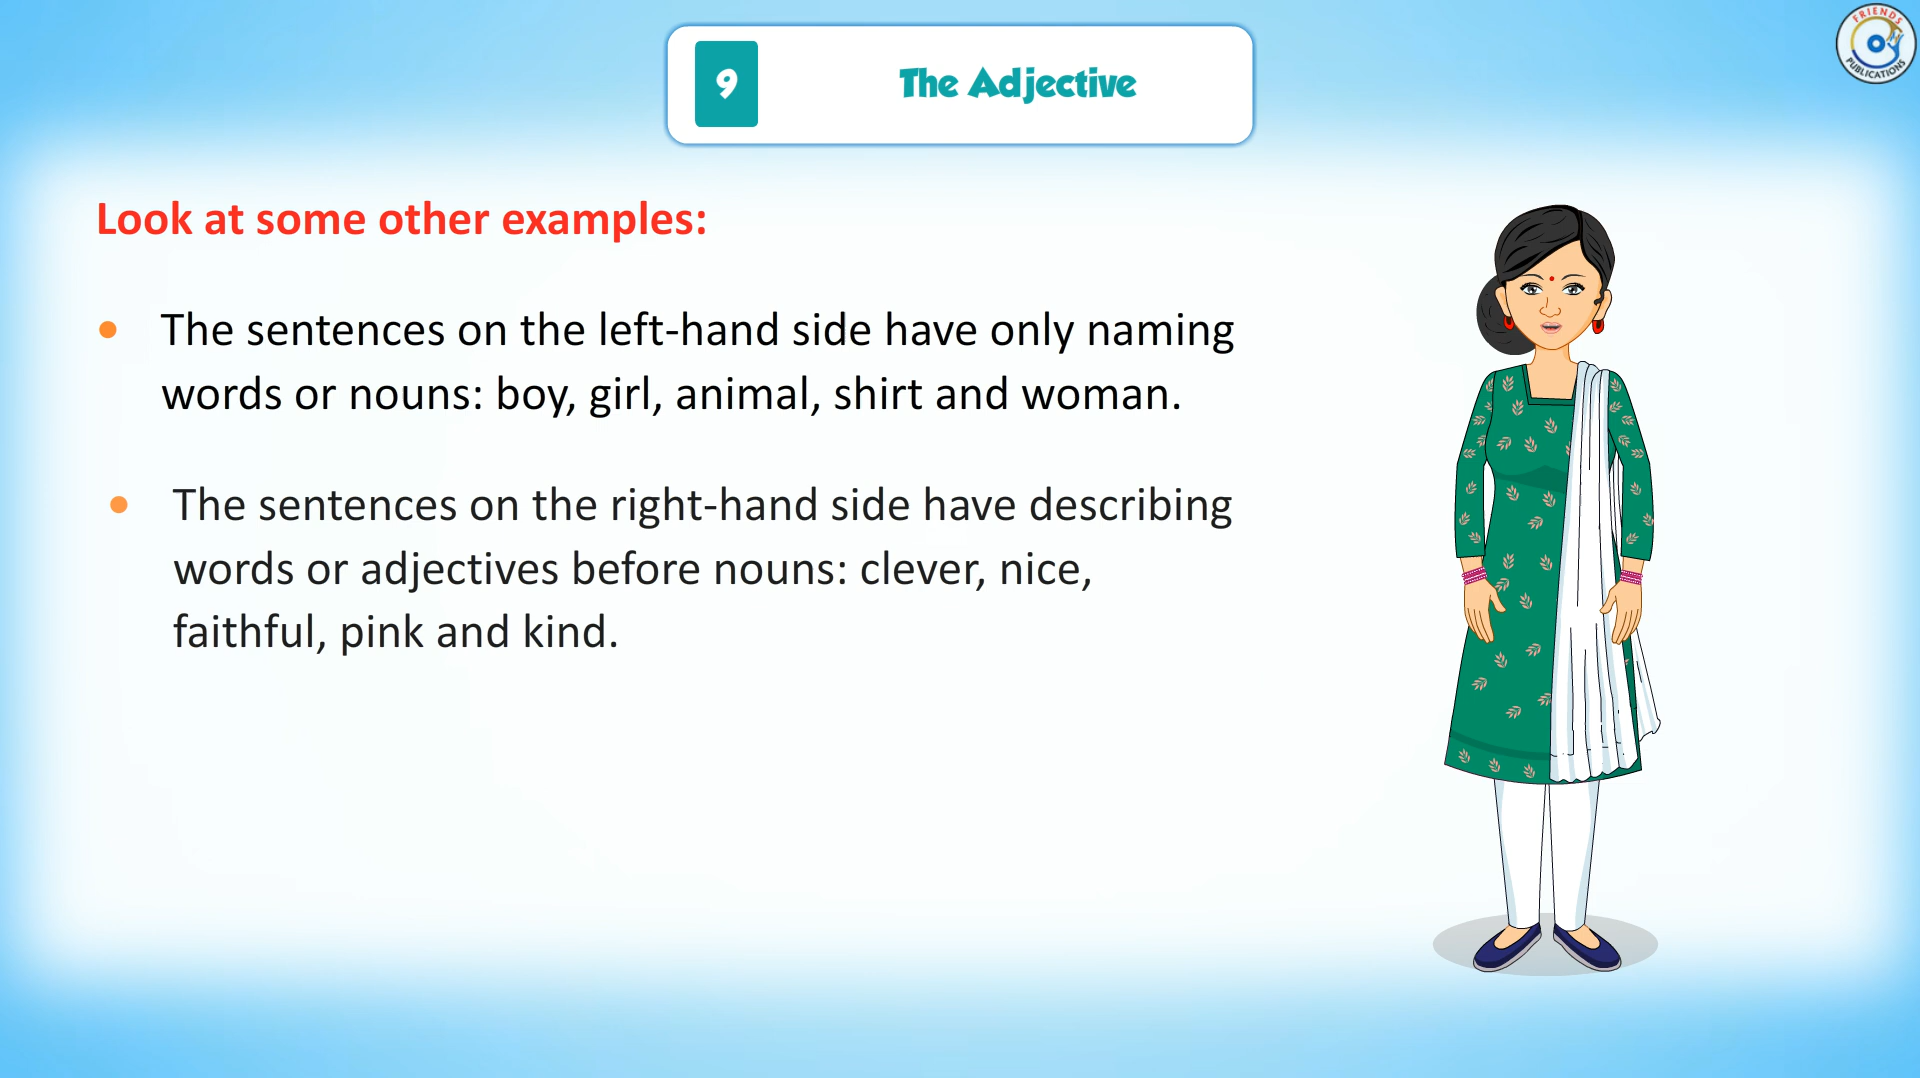 FRIENDS
PUBLICATIONS
9
The Adjective
Look at some other examples:
• The sentences on the left-hand side have only naming
words or nouns: boy, girl, animal, shirt and woman.
• The sentences on the right-hand side have describing
words or adjectives before nouns: clever, nice,
faithful, pink and kind.